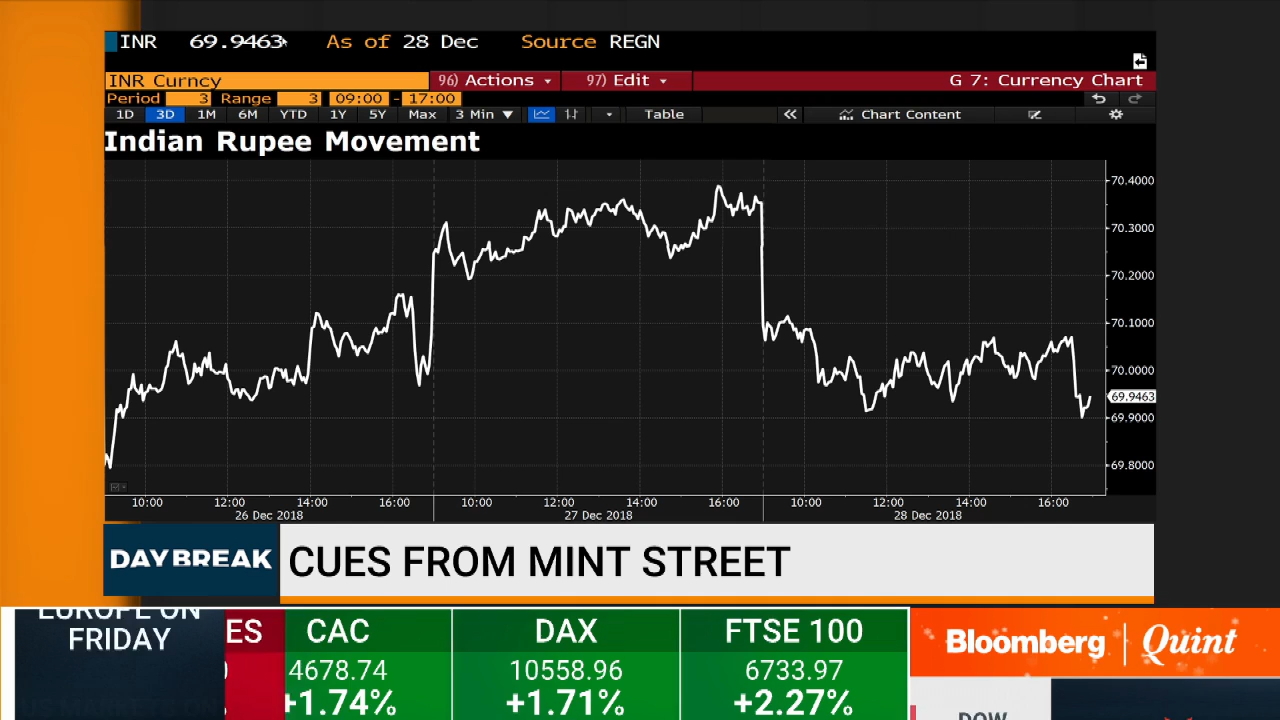 INR 69.9463 As of 28 Dec Source REGN
INR Curncy 96) Actions 97) Edit G 7: Currency Chart
Period 3 Range 3 09:00 - 17:00
1D 3D 1M 6M YTD 1Y 5Y Max 3 Min Table Chart Content
Indian Rupee Movement
70.4000
70.3000
70.2000
70.1000
70.0000
69.9463
69.9000
69.8000
10:00 12:00 14:00 16:00 10:00 12:00 14:00 16:00 10:00 12:00 14:00 16:00
26 Dec 2018 27 Dec 2018 28 Dec 2018
DAYBREAK CUES FROM MINT STREET
EUROPE ON
FRIDAY
ES CAC DAX FTSE 100
4678.74 10558.96 6733.97
+1.74% +1.71% +2.27%
Bloomberg | Quint
DOW